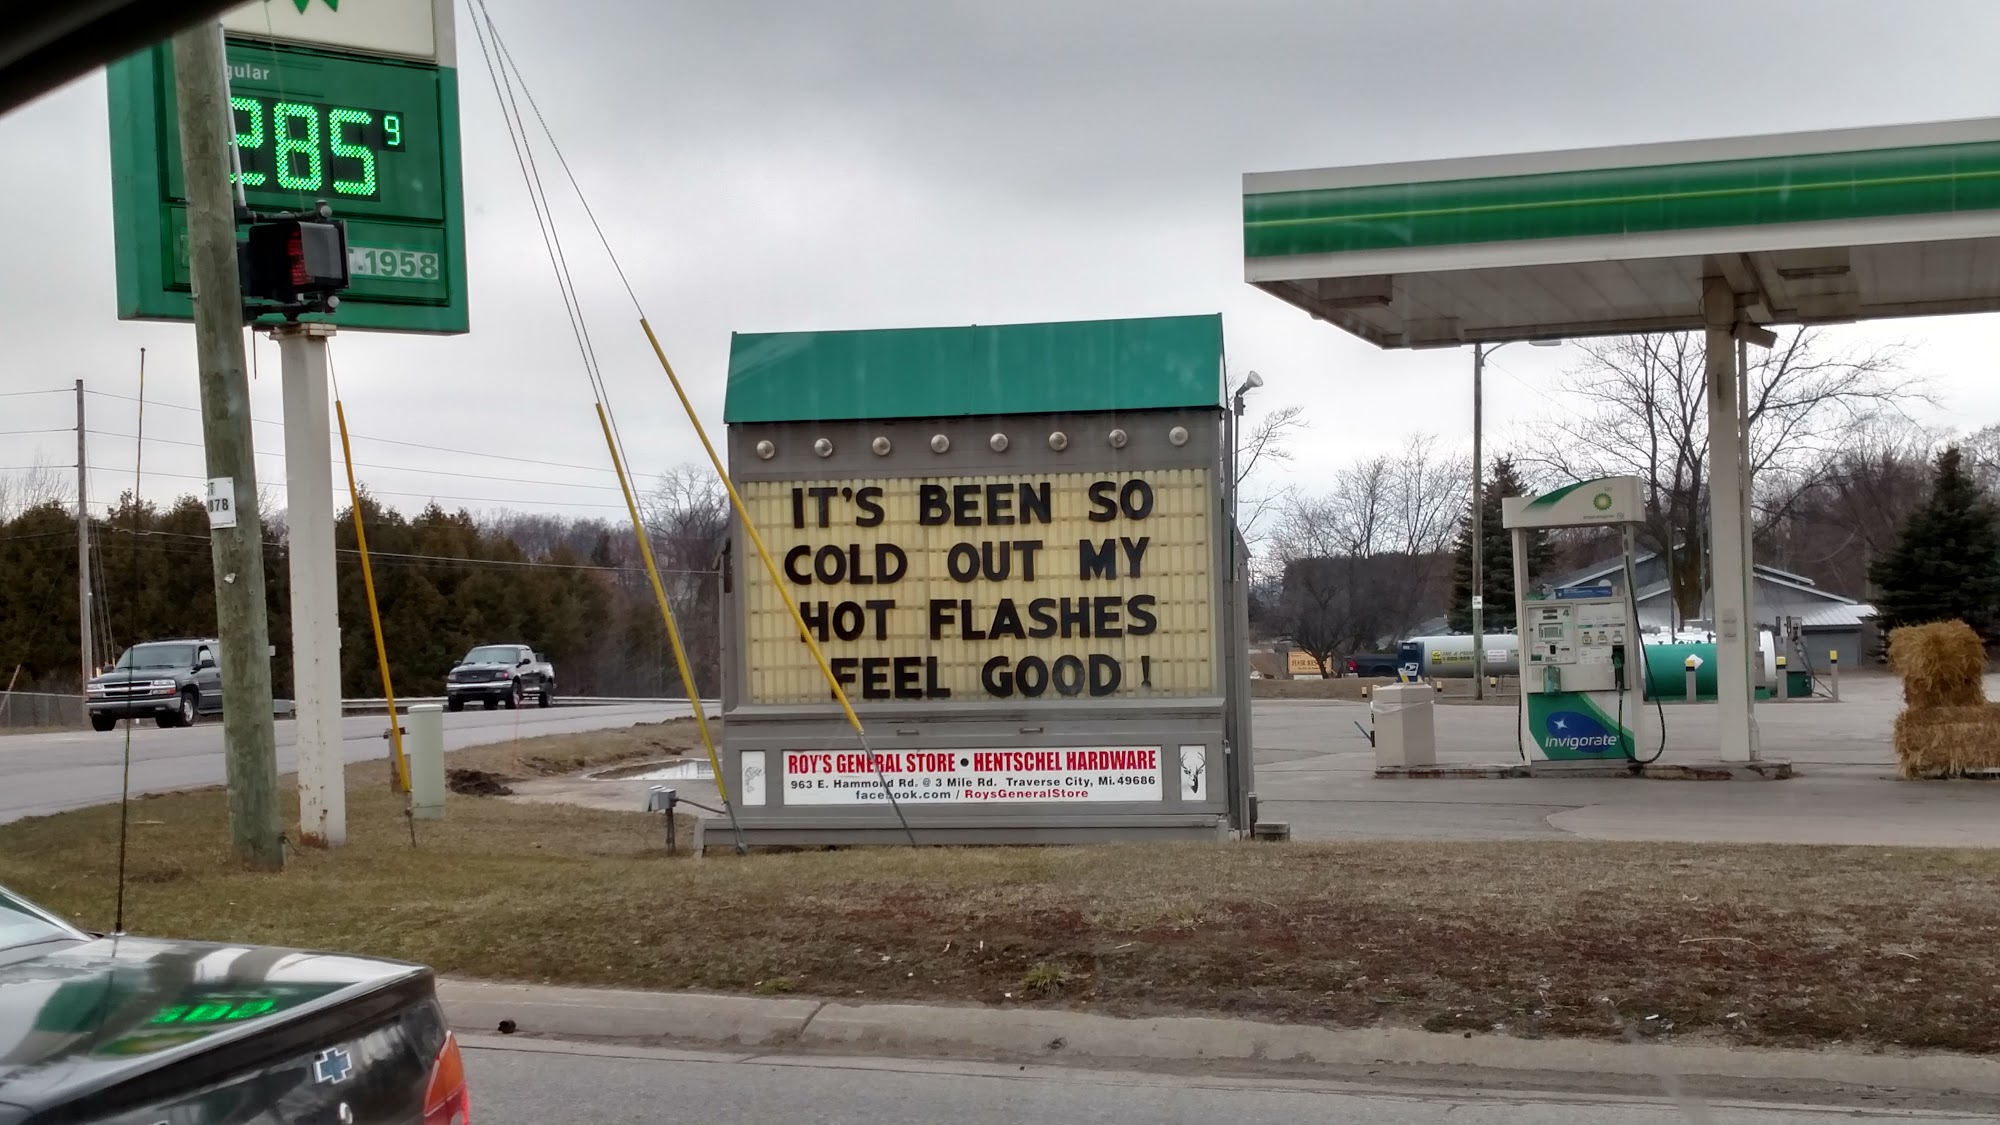 285 9
.1958
IT'S BEEN SO
COLD OUT MY
HOT FLASHES
FEEL GOOD!
ROY'S GENERAL STORE • HENTSCHEL HARDWARE
963 E. Hammond Rd. @ 3 Mile Rd. Traverse City, Mi. 49686
facebook.com / RoysGeneralStore
invigorate
4